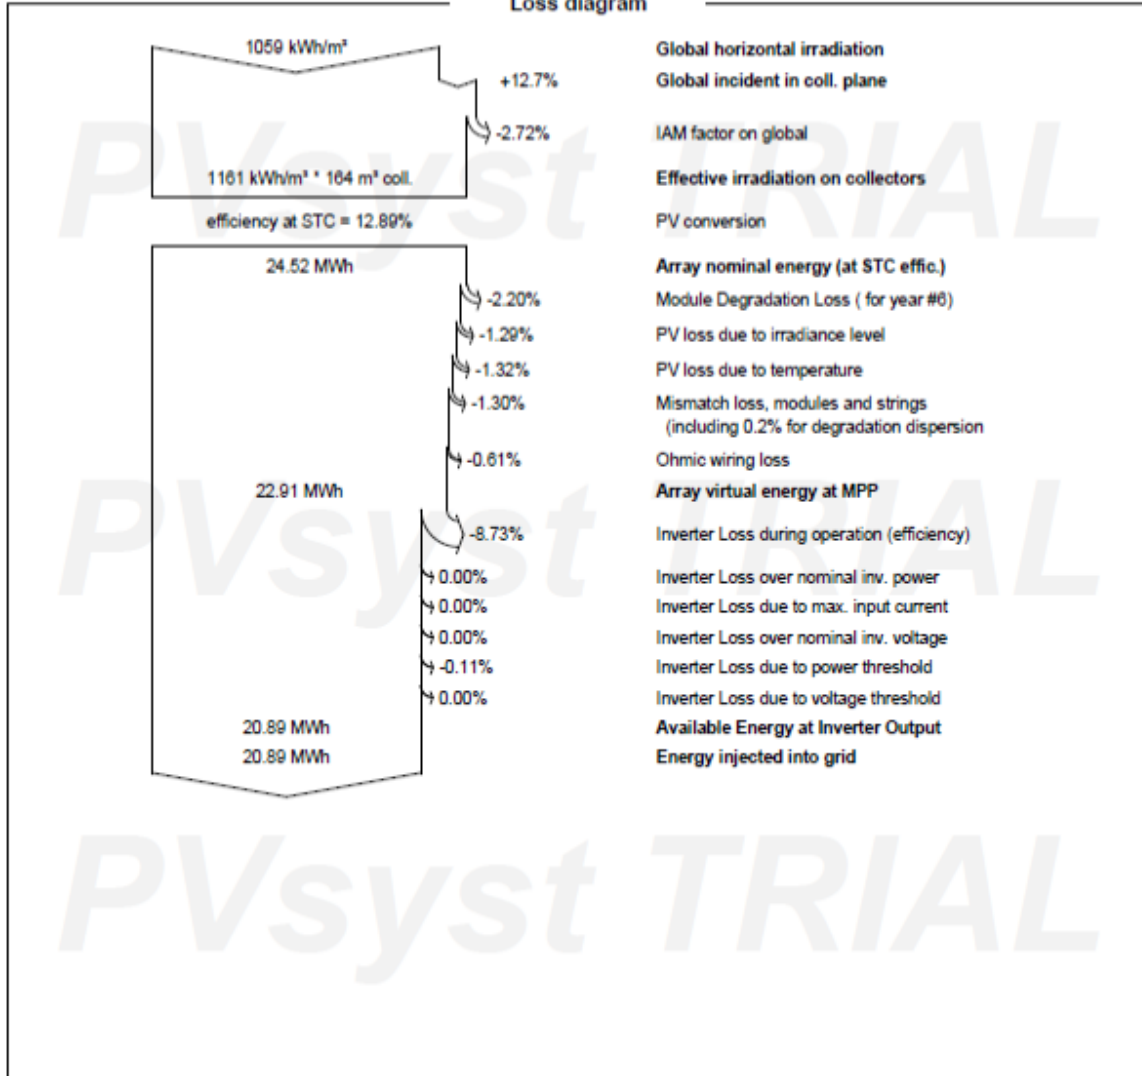 Loss diagram
1059 kWh/m² Global horizontal irradiation
+12.7% Global incident in coll. plane
-2.72% IAM factor on global
1161 kWh/m² * 164 m² coll. Effective irradiation on collectors
efficiency at STC = 12.89% PV conversion
24.52 MWh Array nominal energy (at STC effic.)
-2.20% Module Degradation Loss ( for year #6)
-1.29% PV loss due to irradiance level
-1.32% PV loss due to temperature
-1.30% Mismatch loss, modules and strings
(including 0.2% for degradation dispersion
-0.61% Ohmic wiring loss
22.91 MWh Array virtual energy at MPP
-8.73% Inverter Loss during operation (efficiency)
0.00% Inverter Loss over nominal inv. power
0.00% Inverter Loss due to max. input current
0.00% Inverter Loss over nominal inv. voltage
-0.11% Inverter Loss due to power threshold
0.00% Inverter Loss due to voltage threshold
20.89 MWh Available Energy at Inverter Output
20.89 MWh Energy injected into grid
PVsyst TRIAL
PVsyst TRIAL
PVsyst TRIAL